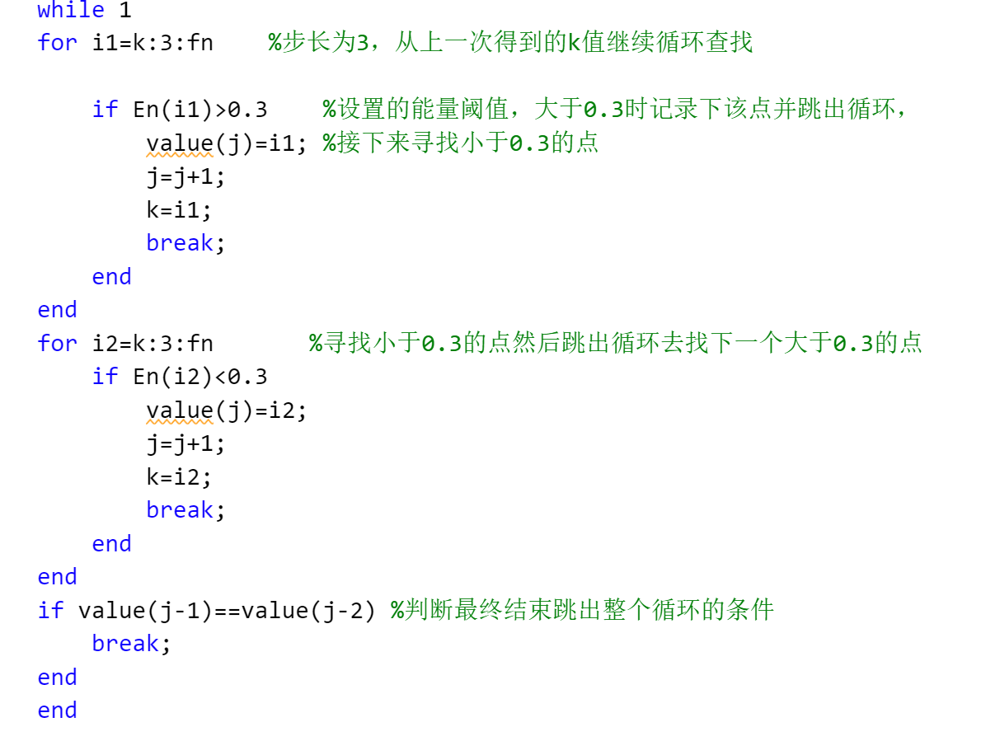 while 1
for i1=k:3:fn    %步长为3，从上一次得到的k值继续循环查找
    if En(i1)>0.3    %设置的能量阈值，大于0.3时记录下该点并跳出循环，
        value(j)=i1; %接下来寻找小于0.3的点
        j=j+1;
        k=i1;
        break;
    end
end
for i2=k:3:fn       %寻找小于0.3的点然后跳出循环去找下一个大于0.3的点
    if En(i2)<0.3
        value(j)=i2;
        j=j+1;
        k=i2;
        break;
    end
end
if value(j-1)==value(j-2) %判断最终结束跳出整个循环的条件
    break;
end
end